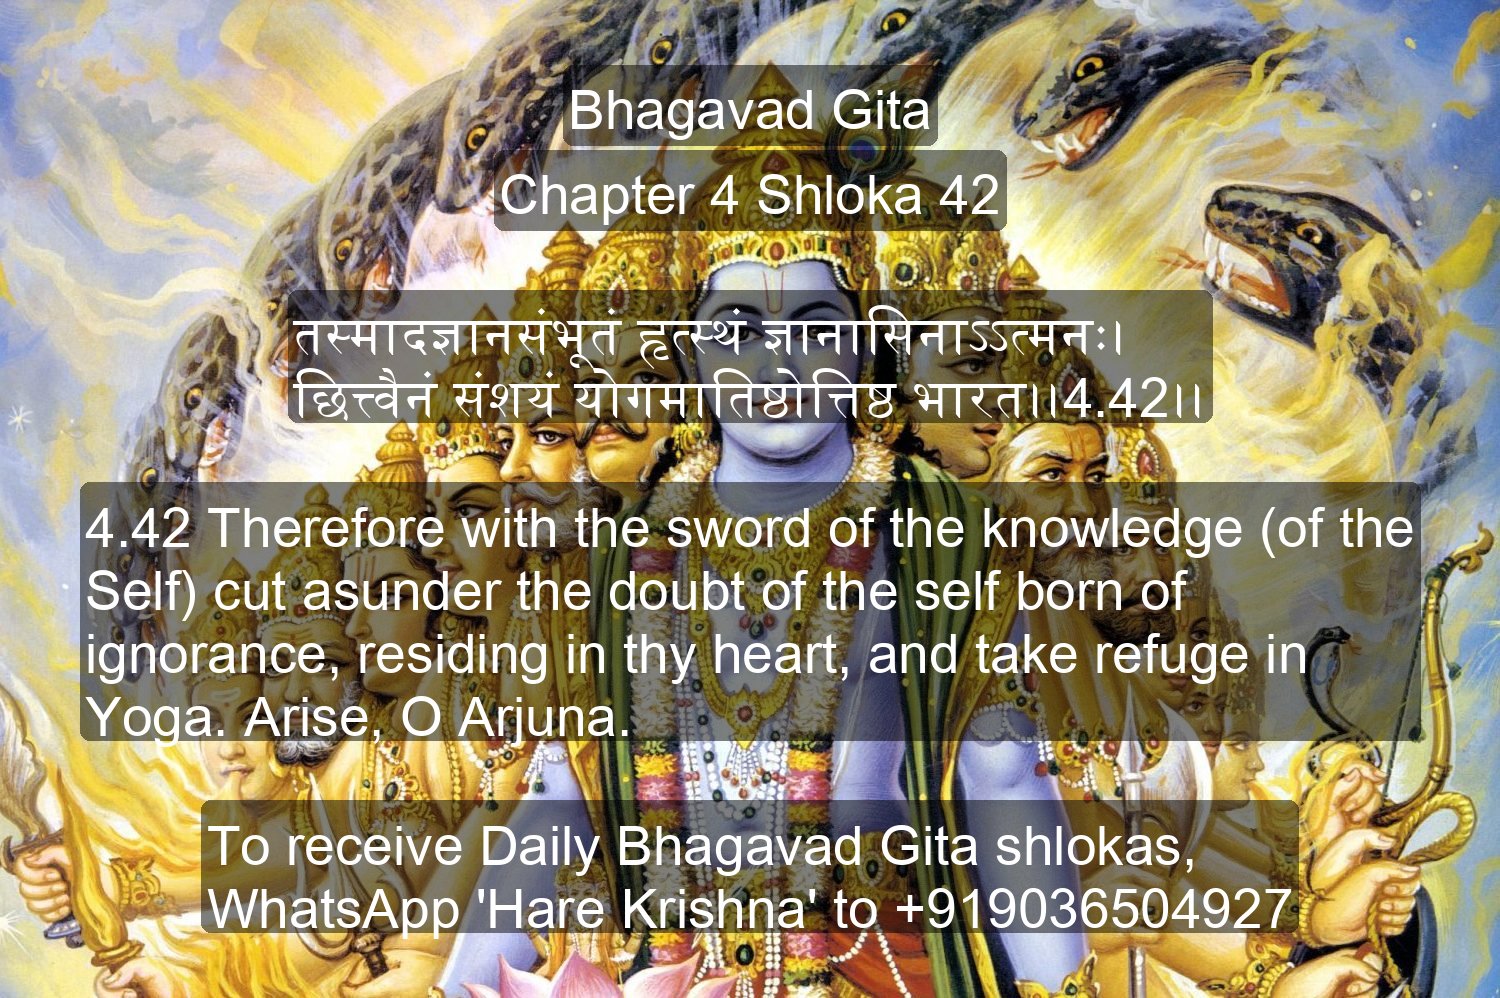 Bhagavad Gita
Chapter 4 Shloka 42
तस्मादज्ञानसंभूतं हृत्स्थं ज्ञानासिनाऽऽत्मनः।
छित्त्वैनं संशयं योगमातिष्ठोत्तिष्ठ भारत।।4.42।।
4.42 Therefore with the sword of the knowledge (of the
Self) cut asunder the doubt of the self born of
ignorance, residing in thy heart, and take refuge in
Yoga. Arise, O Arjuna.
To receive Daily Bhagavad Gita shlokas,
WhatsApp 'Hare Krishna' to +919036504927